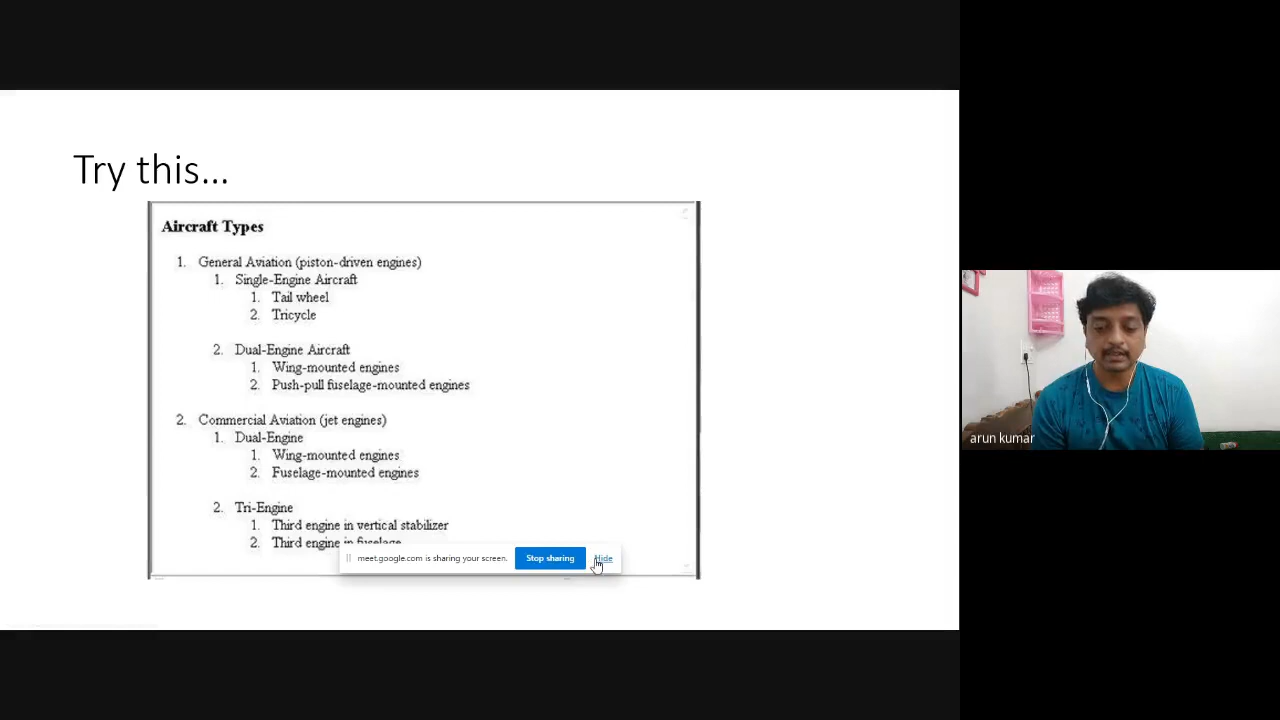 Try this...
Aircraft Types
1. General Aviation (piston-driven engines)
1. Single-Engine Aircraft
1. Tail wheel
2. Tricycle
2. Dual-Engine Aircraft
1. Wing-mounted engines
2. Push-pull fuselage-mounted engines
2. Commercial Aviation (jet engines)
1. Dual-Engine
1. Wing-mounted engines
2. Fuselage-mounted engines
2. Tri-Engine
1. Third engine in vertical stabilizer
2. Third engine in fuselage
meet.google.com is sharing your screen. Stop sharing Hide
arun kumar